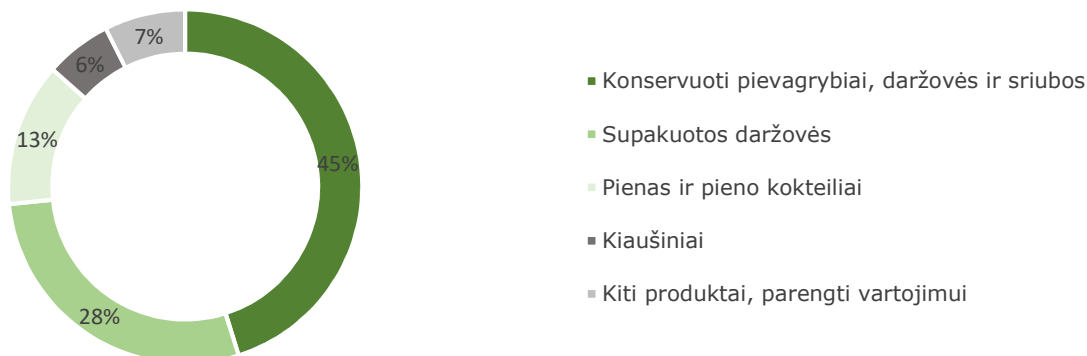 7%
6%
13%
45%
28%
Konservuoti pievagrybiai, daržovės ir sriubos
Supakuotos daržovės
Pienas ir pieno kokteiliai
Kiaušiniai
Kiti produktai, parengti vartojimui